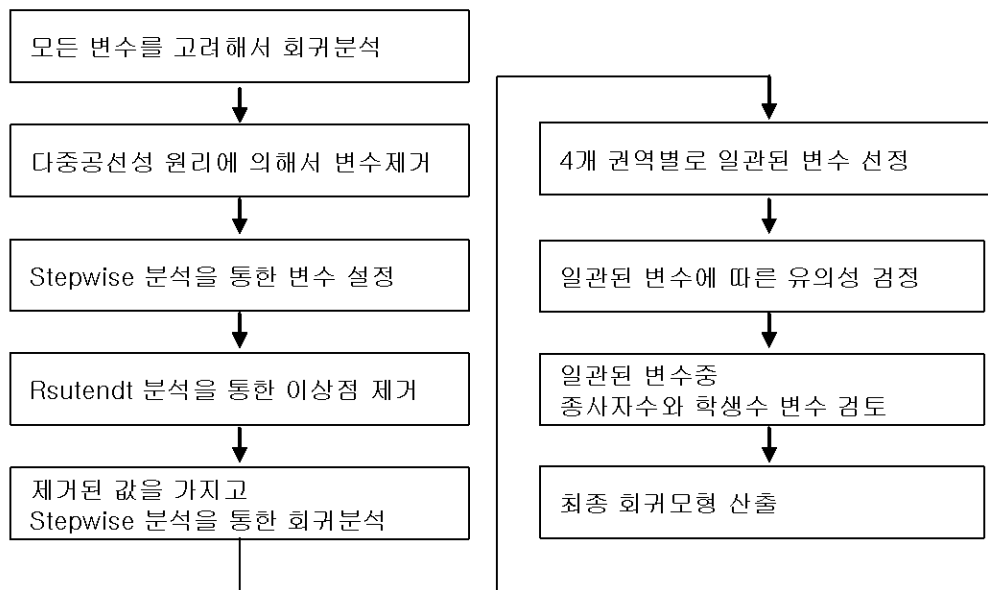 모든 변수를 고려해서 회귀분석
다중공선성 원리에 의해서 변수제거
Stepwise 분석을 통한 변수 설정
Rsutendt 분석을 통한 이상점 제거
제거된 값을 가지고
Stepwise 분석을 통한 회귀분석
4개 권역별로 일관된 변수 선정
일관된 변수에 따른 유의성 검정
일관된 변수중
종사자수와 학생수 변수 검토
최종 회귀모형 산출